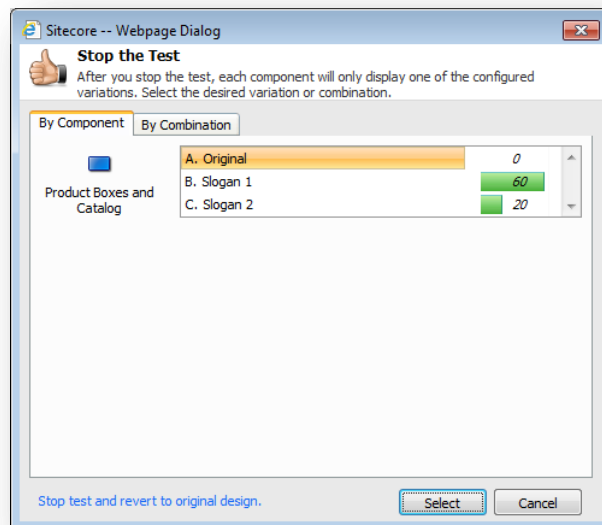 Sitecore -- Webpage Dialog
Stop the Test
After you stop the test, each component will only display one of the configured
variations. Select the desired variation or combination.
By Component By Combination
Product Boxes and
Catalog
A. Original 0
B. Slogan 1 60
C. Slogan 2 20
Stop test and revert to original design. Select Cancel